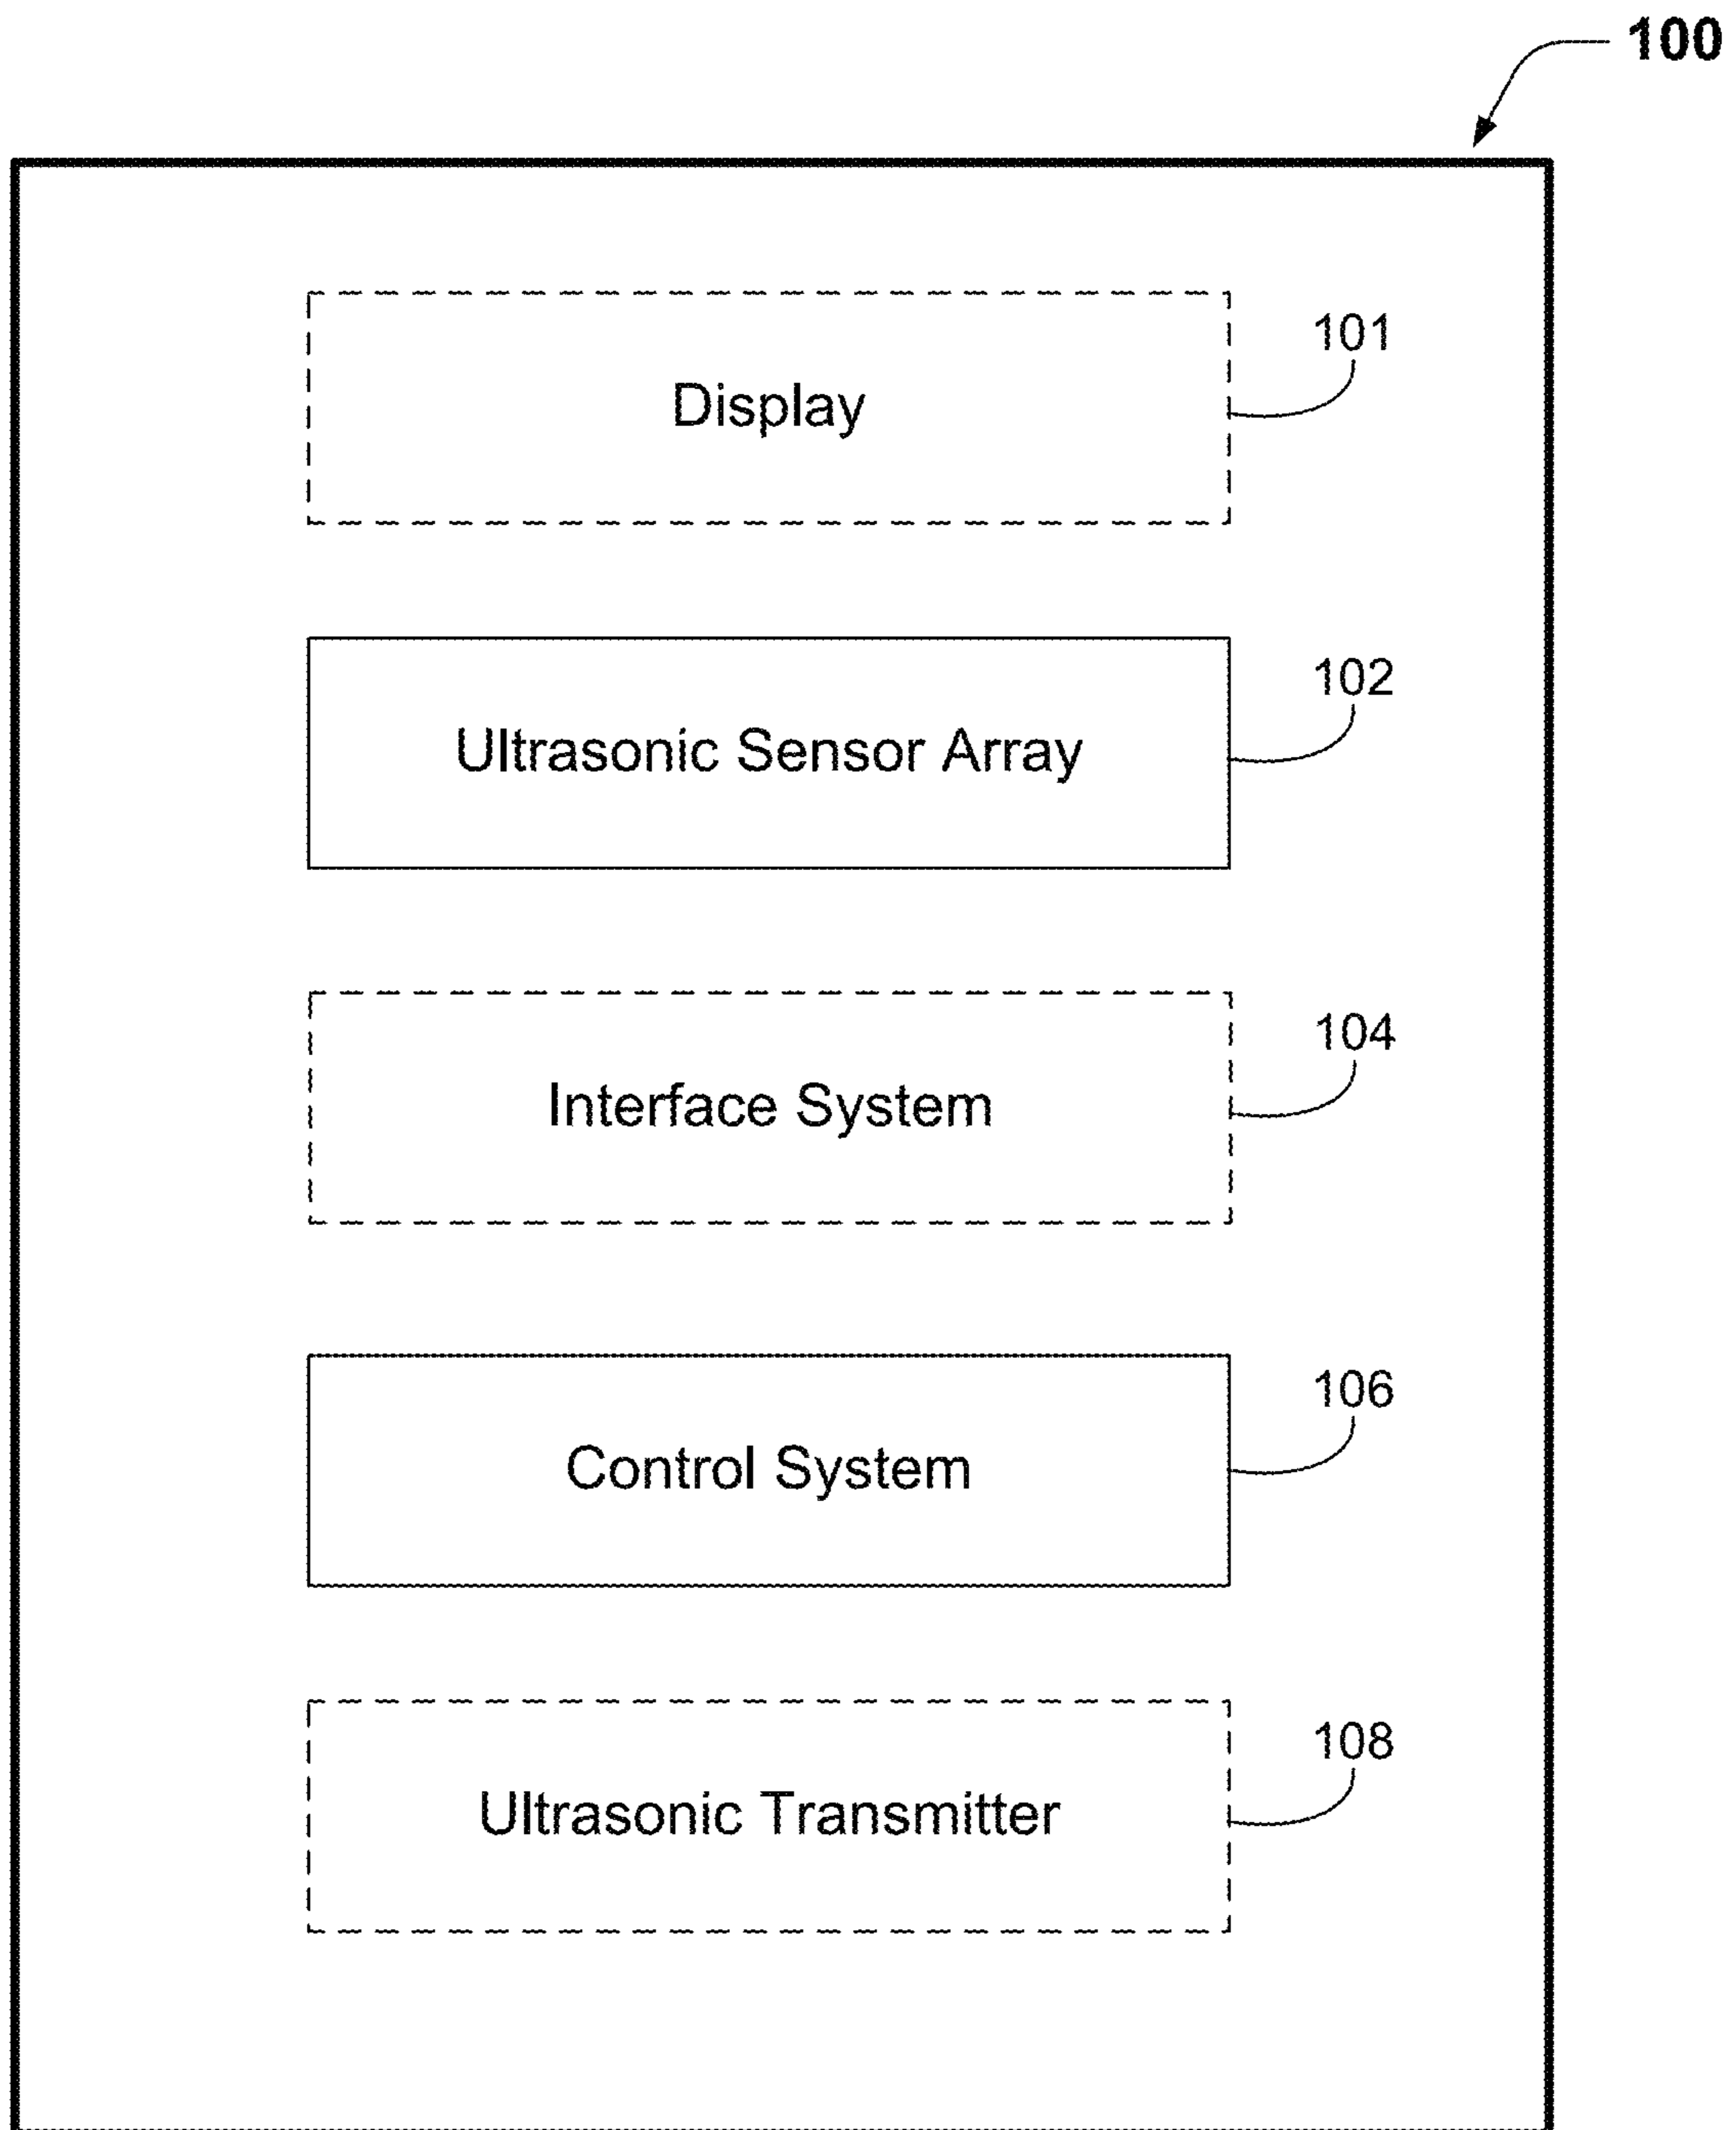 100
101
Display
102
Ultrasonic Sensor Array
104
Interface System
106
Control System
108
Ultrasonic Transmitter